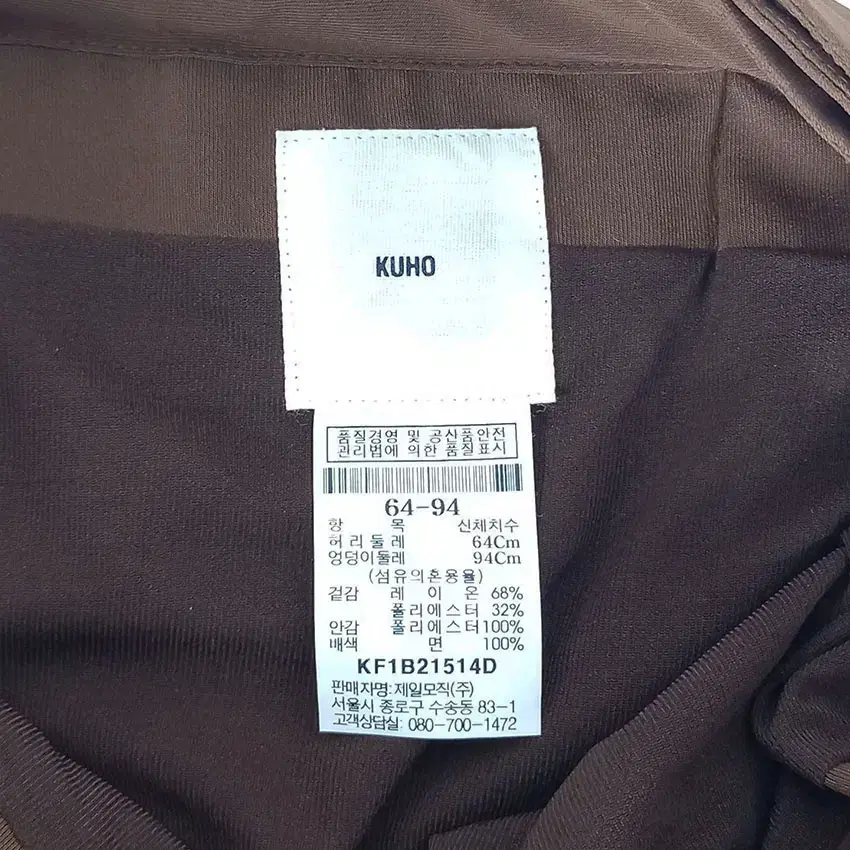 KUHO
품질경영 및 공산품안전
관리법에 의한 품질표시
64-94
항 목 신체치수
허리둘레 64Cm
엉덩이둘레 94Cm
(섬유의혼용율)
겉감 레 이 온 68%
폴리에스터 32%
안감 폴리에스터 100%
배색 면 100%
KF1B21514D
판매자명: 제일모직(주)
서울시 종로구 수송동 83-1
고객상담실: 080-700-1472